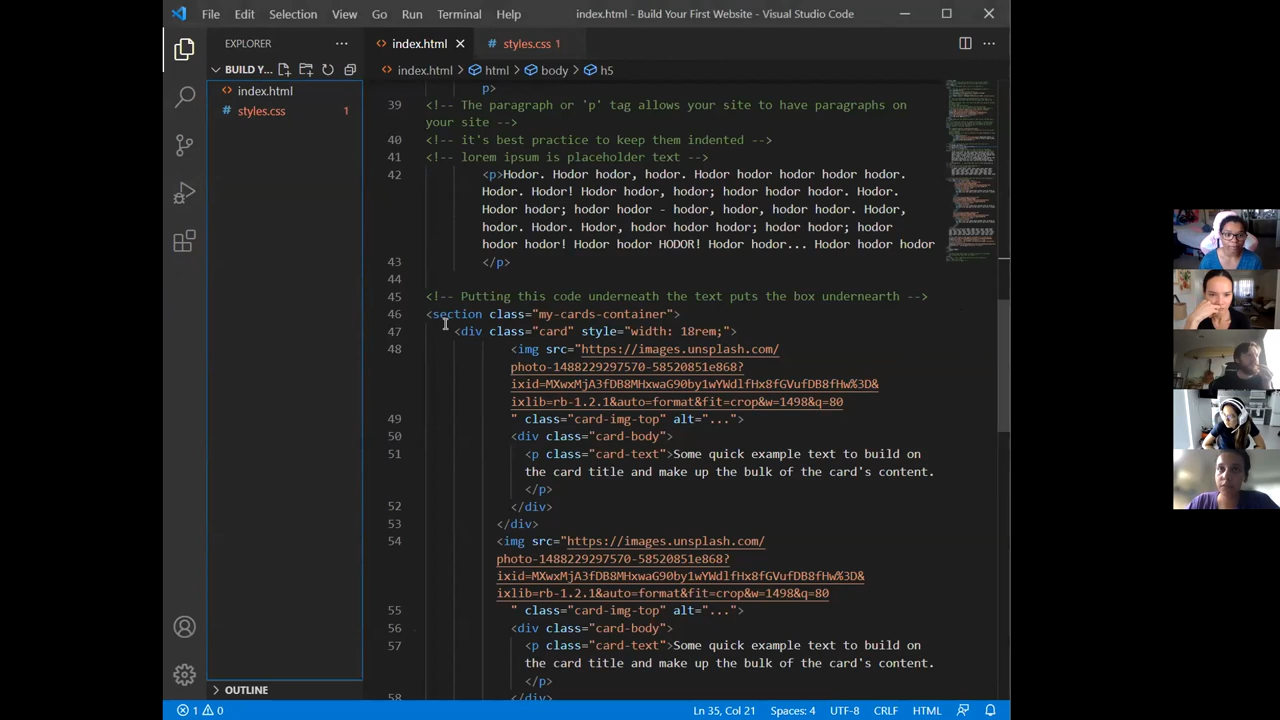 File Edit Selection View Go Run Terminal Help
index.html - Build Your First Website - Visual Studio Code
EXPLORER
BUILD Y...
index.html
styles.css 1
OUTLINE
index.html
styles.css 1
index.html html body h5
p>
39 <!-- The paragraph or 'p' tag allows your site to have paragraphs on
your site -->
40 <!-- it's best practice to keep them indented -->
41 <!-- lorem ipsum is placeholder text -->
42 <p>Hodor. Hodor hodor, hodor. Hodor hodor hodor hodor hodor.
Hodor. Hodor! Hodor hodor, hodor; hodor hodor hodor. Hodor.
Hodor hodor; hodor hodor - hodor, hodor, hodor hodor. Hodor,
hodor. Hodor. Hodor, hodor hodor hodor; hodor hodor; hodor
hodor hodor! Hodor hodor HODOR! Hodor hodor... Hodor hodor hodor
43 </p>
44
45 <!-- Putting this code underneath the text puts the box undernearth -->
46 <section class="my-cards-container">
47 <div class="card" style="width: 18rem;">
48 <img src="https://images.unsplash.com/
photo-1488229297570-58520851e868?
ixid=MXwxMjA3fDB8MHxwaG90by1wYWdlfHx8fGVufDB8fHw%3D&
ixlib=rb-1.2.1&auto=format&fit=crop&w=1498&q=80
49 " class="card-img-top" alt="...">
50 <div class="card-body">
51 <p class="card-text">Some quick example text to build on
the card title and make up the bulk of the card's content.
</p>
52 </div>
53 </div>
54 <img src="https://images.unsplash.com/
photo-1488229297570-58520851e868?
ixid=MXwxMjA3fDB8MHxwaG90by1wYWdlfHx8fGVufDB8fHw%3D&
ixlib=rb-1.2.1&auto=format&fit=crop&w=1498&q=80
55 " class="card-img-top" alt="...">
56 <div class="card-body">
57 <p class="card-text">Some quick example text to build on
the card title and make up the bulk of the card's content.
</p>
58 </div>
1 0
Ln 35, Col 21 Spaces: 4 UTF-8 CRLF HTML